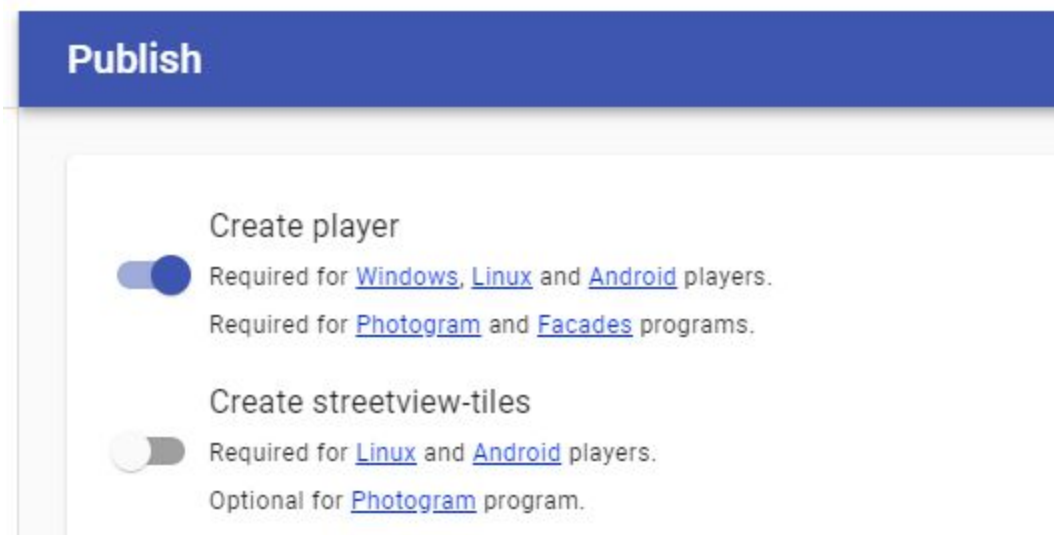 Publish
Create player
Required for Windows, Linux and Android players.
Required for Photogram and Facades programs.
Create streetview-tiles
Required for Linux and Android players.
Optional for Photogram program.